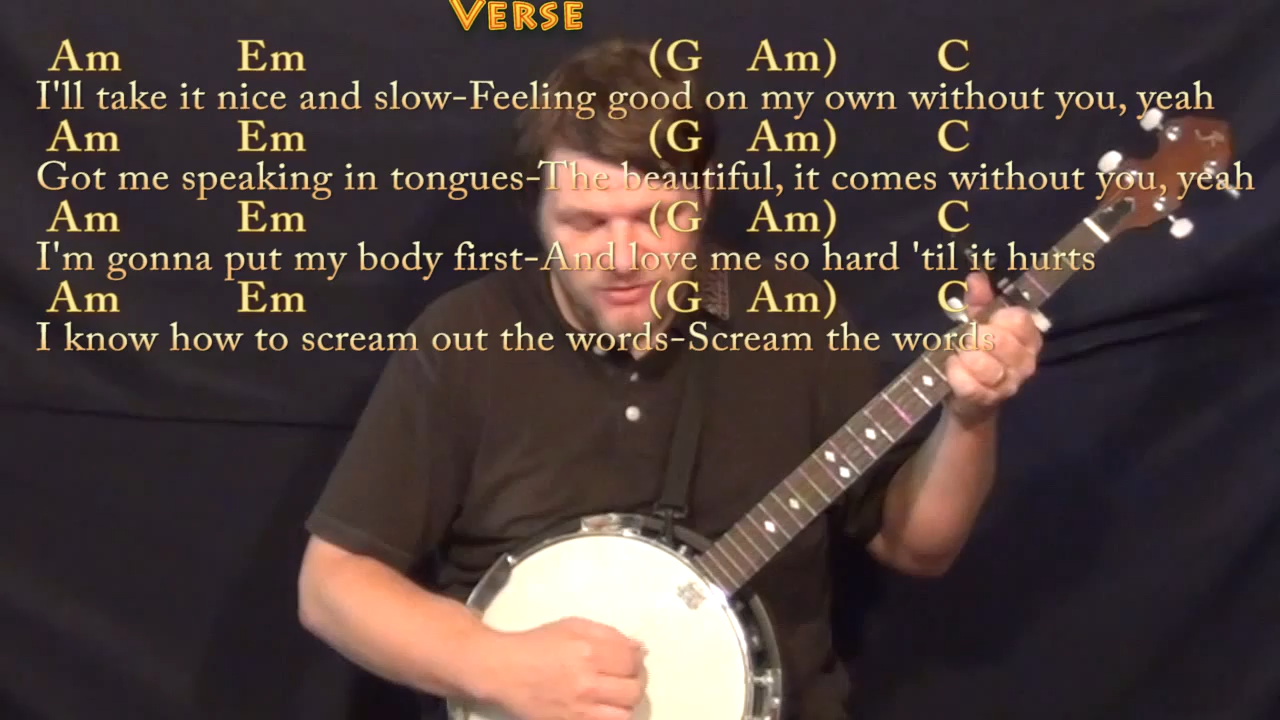 VERSE
Am Em (G Am) C
I'll take it nice and slow-Feeling good on my own without you, yeah
Am Em (G Am) C
Got me speaking in tongues-The beautiful, it comes without you, yeah
Am Em (G Am) C
I'm gonna put my body first-And love me so hard 'til it hurts
Am Em (G Am) C
I know how to scream out the words-Scream the words